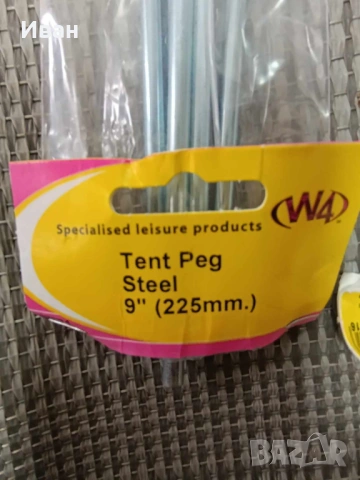 Иван
W4
Specialised leisure products
Tent Peg
Steel
9" (225mm.)
BAZAR